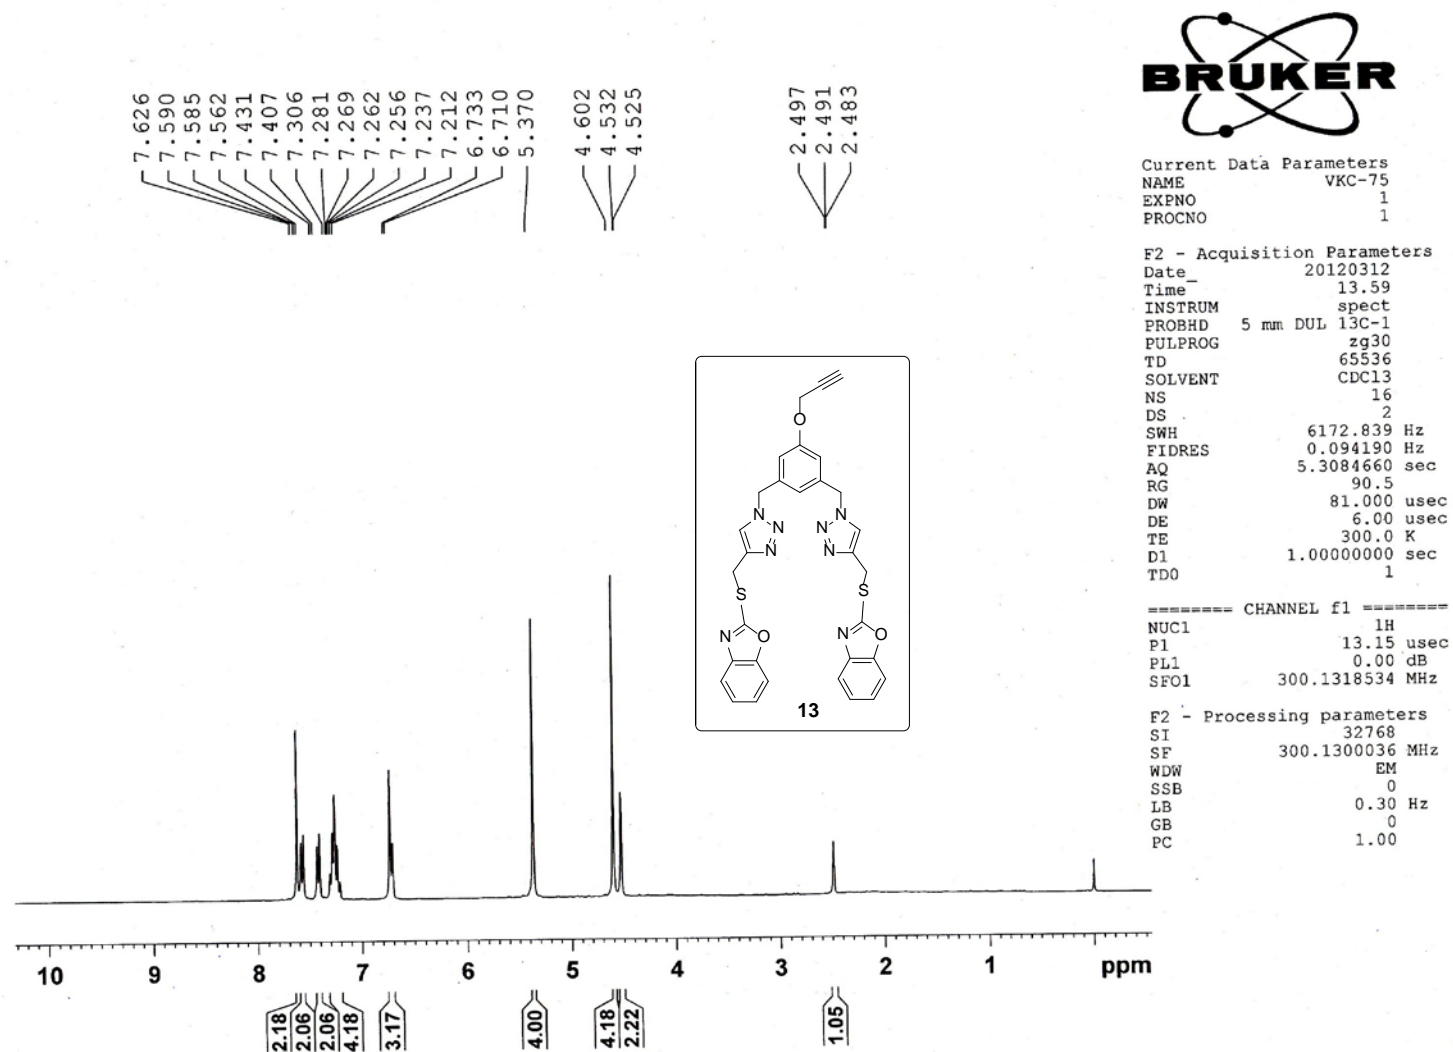 7.626
7.590
7.585
7.562
7.431
7.407
7.306
7.281
7.269
7.262
7.256
7.237
7.212
6.733
6.710
5.370
4.602
4.532
4.525
2.497
2.491
2.483
BRUKER
Current Data Parameters
NAME VKC-75
EXPNO 1
PROCNO 1
F2 - Acquisition Parameters
Date_ 20120312
Time 13.59
INSTRUM spect
PROBHD 5 mm DUL 13C-1
PULPROG zg30
TD 65536
SOLVENT CDCl3
NS 16
DS 2
SWH 6172.839 Hz
FIDRES 0.094190 Hz
AQ 5.3084660 sec
RG 90.5
DW 81.000 usec
DE 6.00 usec
TE 300.0 K
D1 1.00000000 sec
TD0 1
======== CHANNEL f1 ========
NUC1 1H
P1 13.15 usec
PL1 0.00 dB
SFO1 300.1318534 MHz
F2 - Processing parameters
SI 32768
SF 300.1300036 MHz
WDW EM
SSB 0
LB 0.30 Hz
GB 0
PC 1.00
O
N N N N
N N
S S
N O N O
13
10 9 8 7 6 5 4 3 2 1 ppm
2.18
2.06
2.06
4.18
3.17
4.00
4.18
2.22
1.05